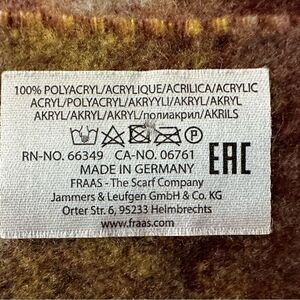 100% POLYACRYL/ACRYLIQUE/ACRILICA/ACRYLIC
ACRYL/POLYACRYL/AKRYYLI/AKRYL/AKRYL
AKRYL/AKRYL/AKRYL/полиакрил/AKRILS
P
RN-NO. 66349 CA-NO. 06761
EAC
MADE IN GERMANY
FRAAS - The Scarf Company
Jammers & Leufgen GmbH & Co. KG
Orter Str. 6, 95233 Helmbrechts
www.fraas.com